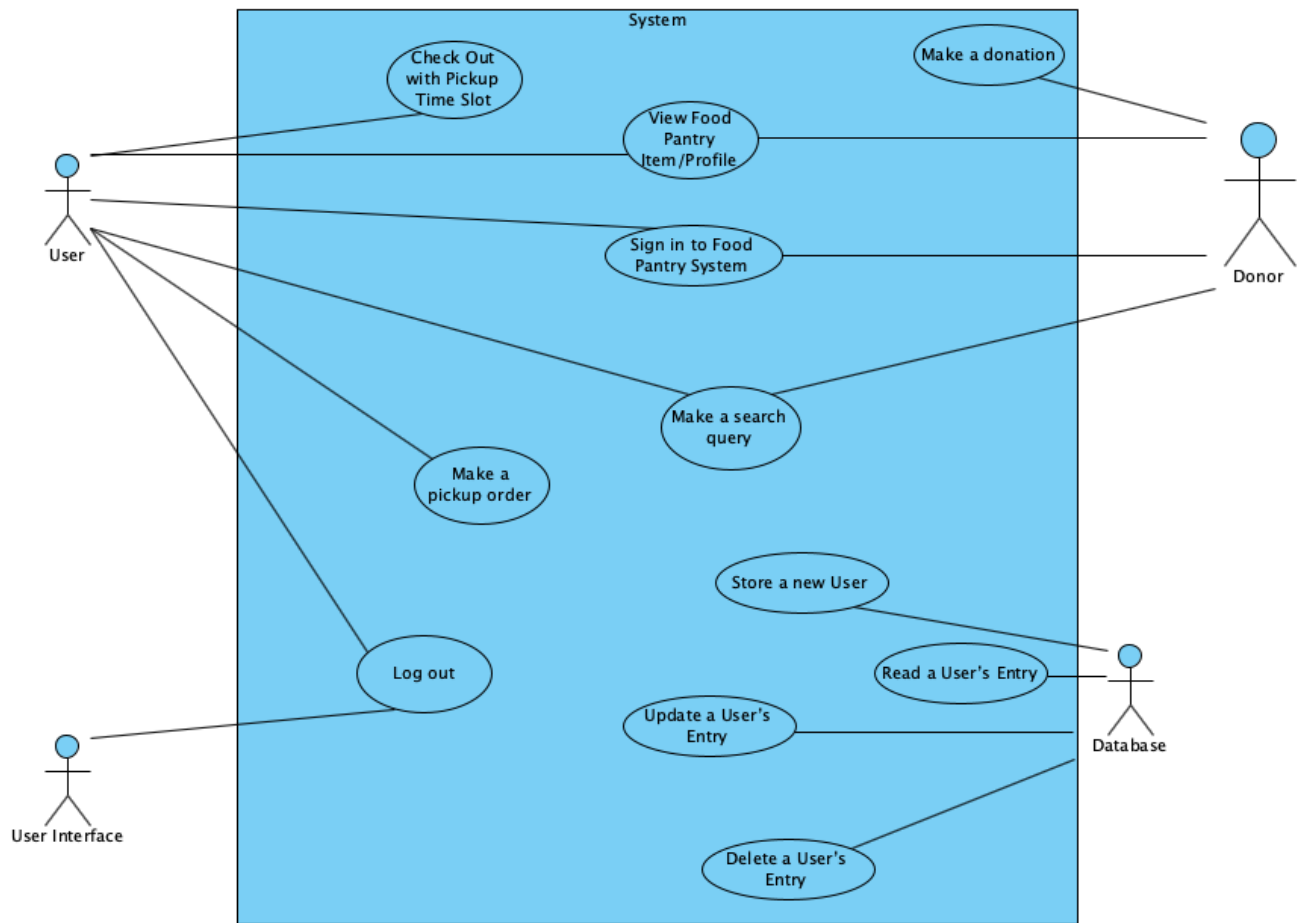 System
Check Out
with Pickup
Time Slot
Make a donation
View Food
Pantry
Item/Profile
User
Sign in to Food
Pantry System
Donor
Make a search
query
Make a
pickup order
Store a new User
Log out
Read a User's Entry
Update a User's
Entry
Database
User Interface
Delete a User's
Entry